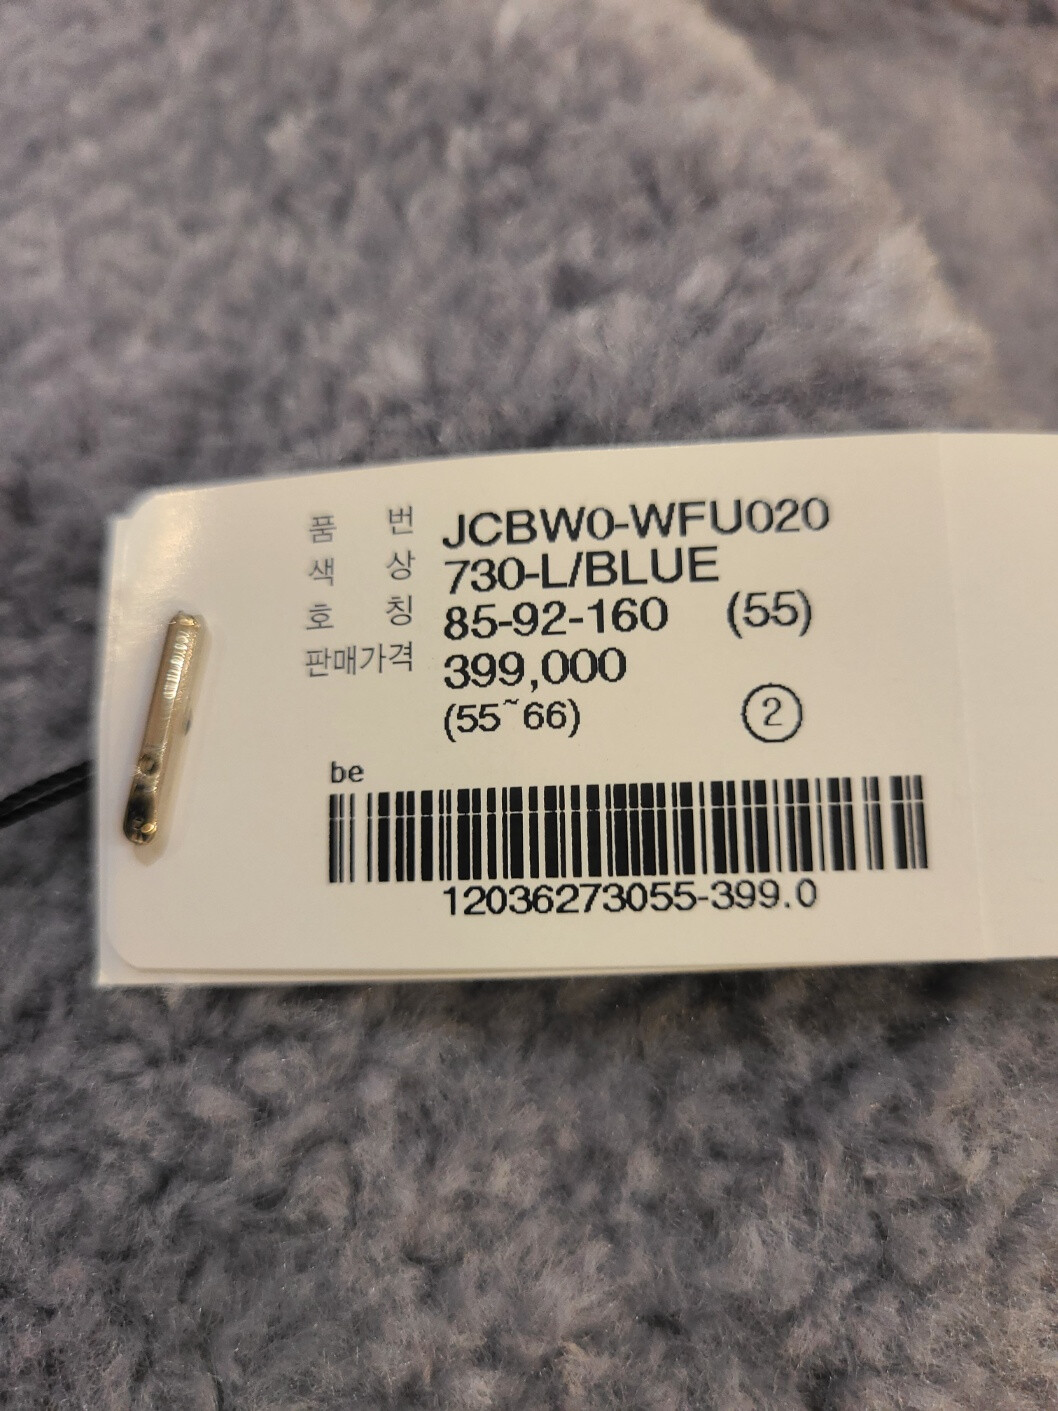 품 번 JCBW0-WFU020
색 상 730-L/BLUE
호 칭 85-92-160 (55)
판매가격 399,000
(55~66) ②
be
12036273055-399.0